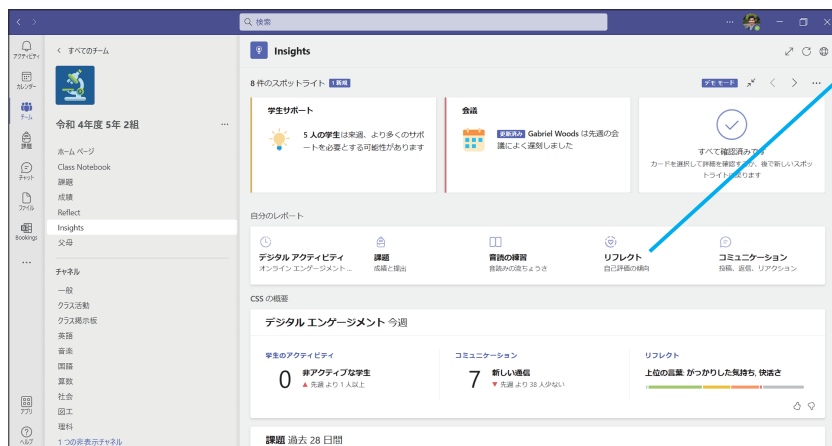 検索
アクティビティ
カレンダー
チーム
課題
チャット
ファイル
Bookings
アプリ
ヘルプ
すべてのチーム
令和 4年度 5年 2組
ホーム ページ
Class Notebook
課題
成績
Reflect
Insights
父母
チャネル
一般
クラス活動
クラス掲示板
英語
音楽
国語
算数
社会
図工
理科
1 つの非表示チャネル
Insights
8 件のスポットライト 1 新規
デモ モード
学生サポート
5 人の学生は来週、より多くのサポ
ートを必要とする可能性があります
会議
更新済み Gabriel Woods は先週の会
議によく遅刻しました
すべて確認済みです
カードを選択して詳細を確認するか、後で新しいスポッ
トライトに戻ります
自分のレポート
デジタル アクティビティ
オンライン エンゲージメント ...
課題
成績と提出
音読の練習
音読みの流ちょうさ
リフレクト
自己評価の傾向
コミュニケーション
投稿、返信、リアクション
CSS の概要
デジタル エンゲージメント 今週
学生のアクティビティ
0 非アクティブな学生
▲ 先週 より 1 人以上
コミュニケーション
7 新しい通信
▼ 先週 より 38 人少ない
リフレクト
上位の言葉: がっかりした気持ち, 快活さ
課題 過去 28 日間